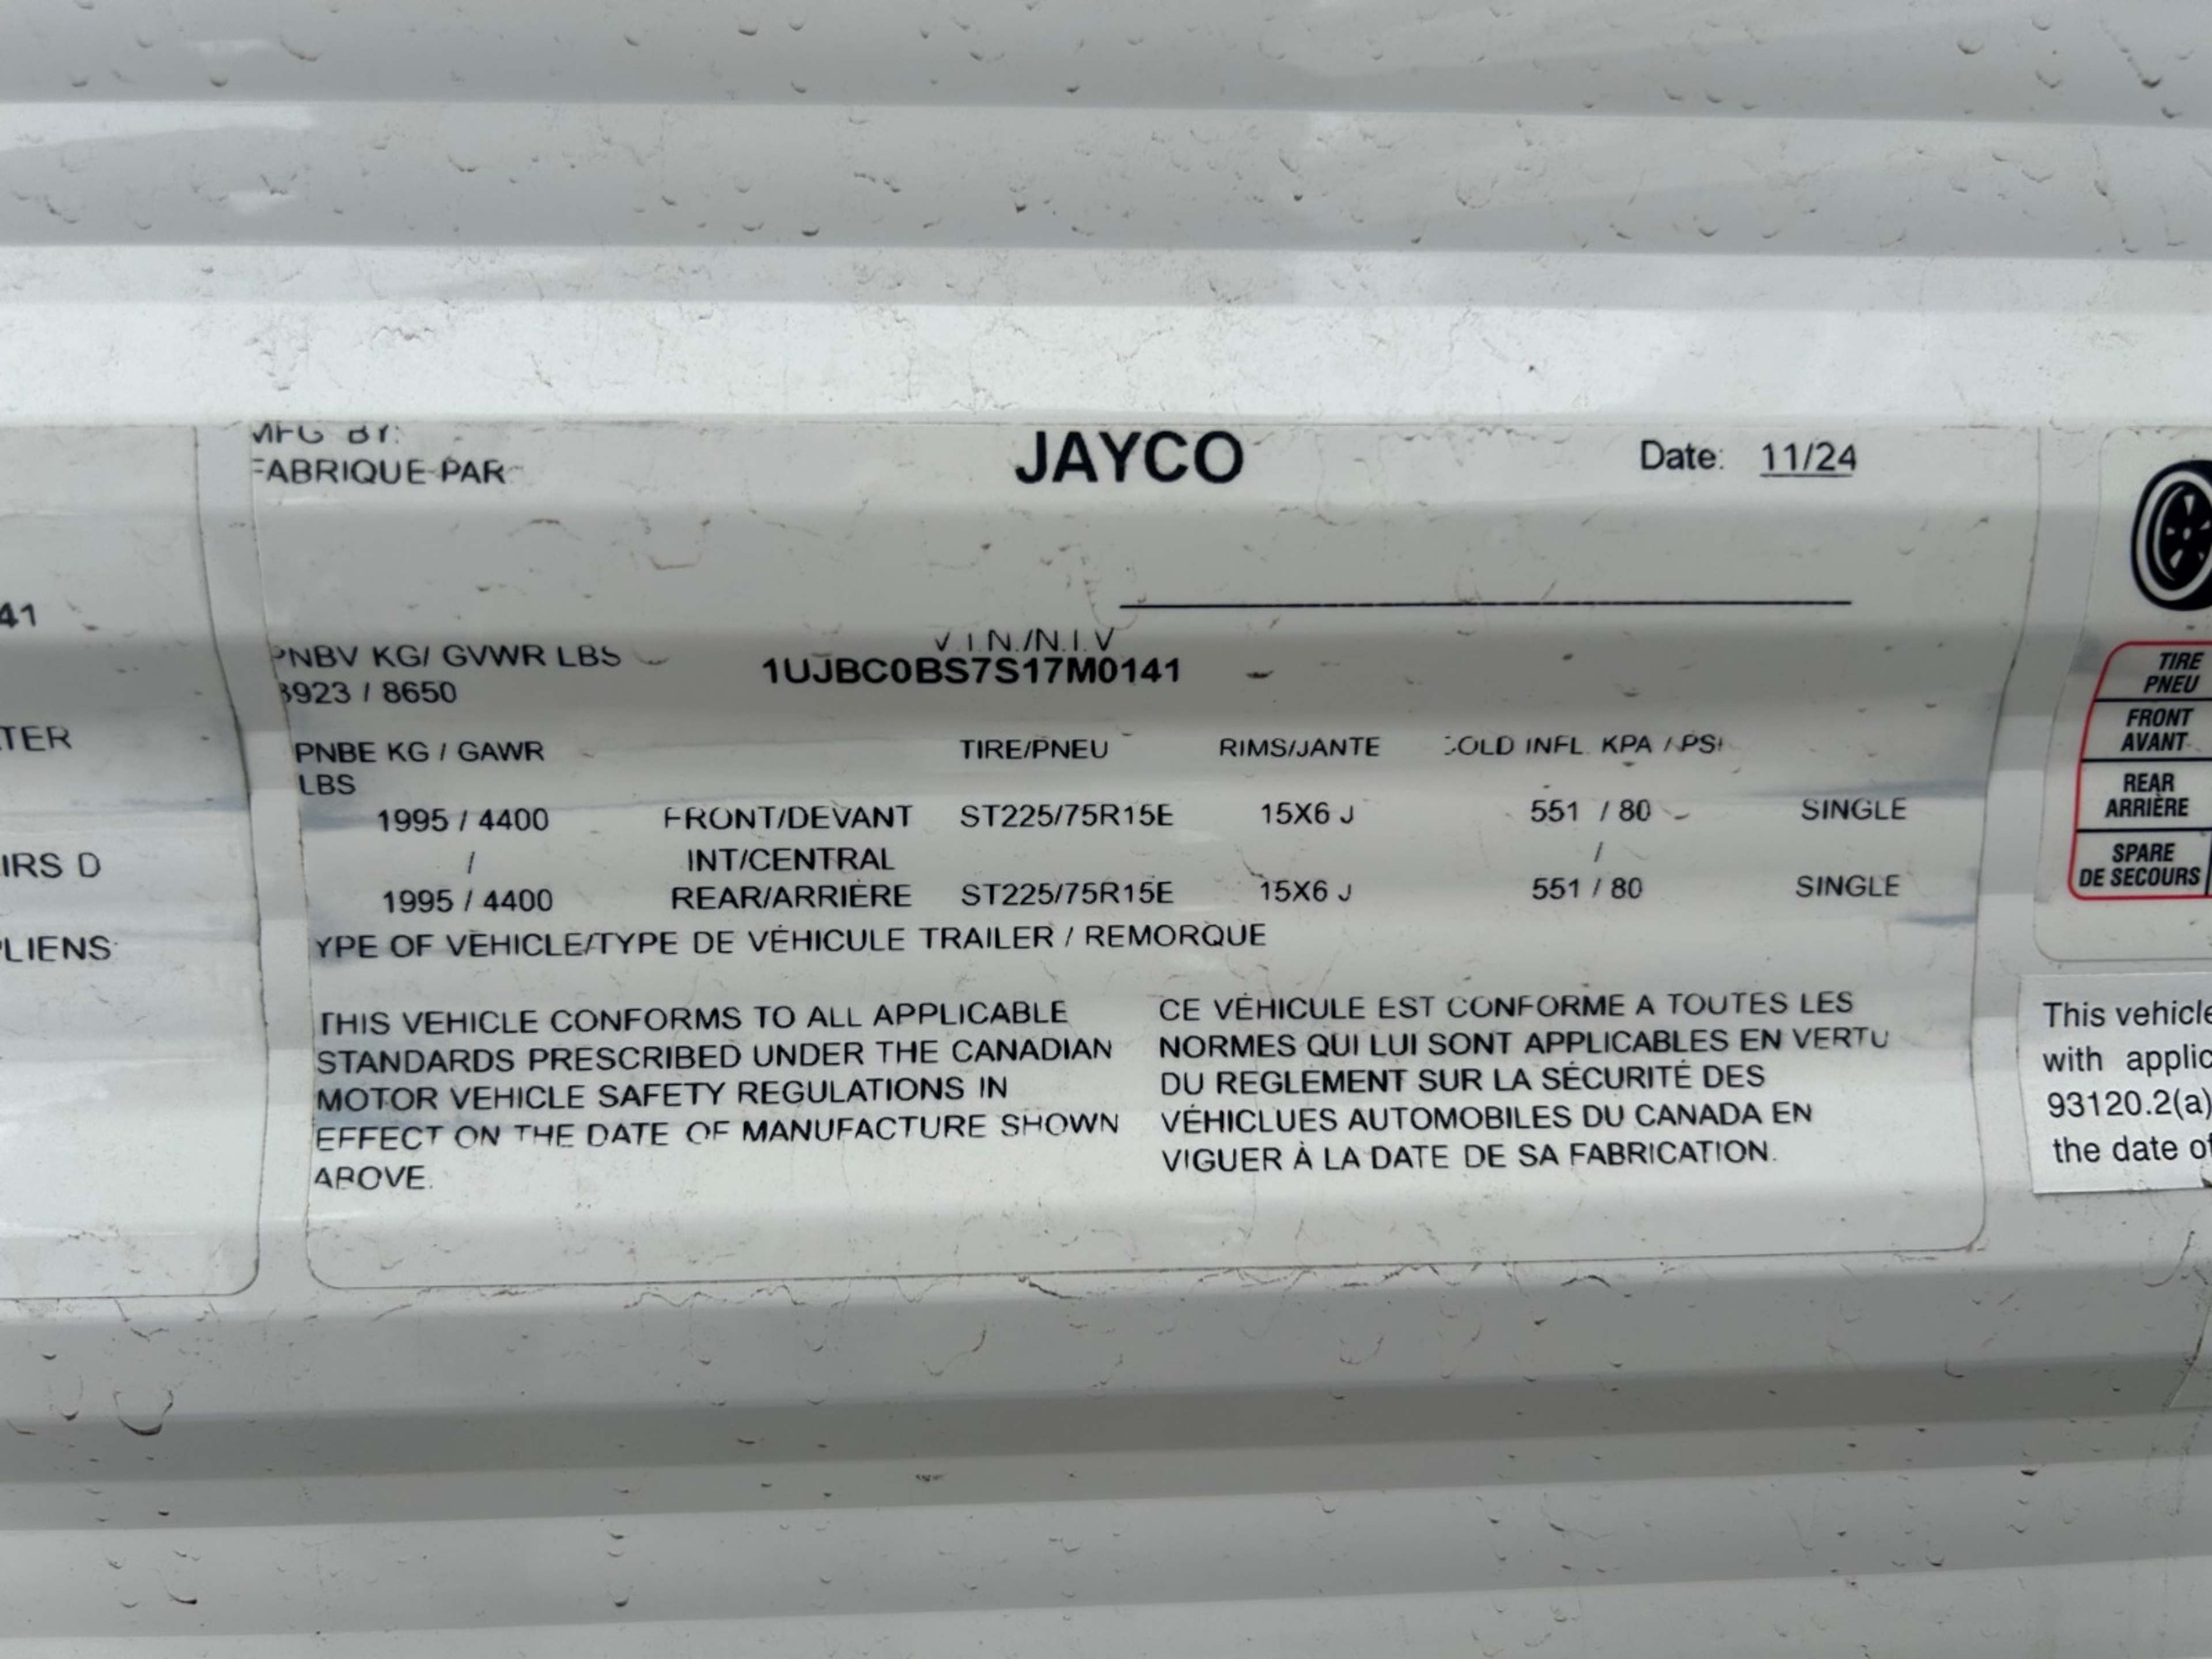 MFG BY:
FABRIQUE PAR
JAYCO
Date: 11/24
41
PNBV KG/ GVWR LBS
3923 / 8650
V.I.N./N.I.V
1UJBC0BS7S17M0141
TER
PNBE KG / GAWR
LBS
TIRE/PNEU RIMS/JANTE COLD INFL. KPA / PSI
1995 / 4400 FRONT/DEVANT ST225/75R15E 15X6 J 551 / 80 SINGLE
/ INT/CENTRAL /
1995 / 4400 REAR/ARRIÈRE ST225/75R15E 15X6 J 551 / 80 SINGLE
IRS D
LIENS
YPE OF VEHICLE/TYPE DE VÉHICULE TRAILER / REMORQUE
THIS VEHICLE CONFORMS TO ALL APPLICABLE
STANDARDS PRESCRIBED UNDER THE CANADIAN
MOTOR VEHICLE SAFETY REGULATIONS IN
EFFECT ON THE DATE OF MANUFACTURE SHOWN
ABOVE.
CE VÉHICULE EST CONFORME A TOUTES LES
NORMES QUI LUI SONT APPLICABLES EN VERTU
DU REGLEMENT SUR LA SÉCURITÉ DES
VÉHICLUES AUTOMOBILES DU CANADA EN
VIGUER À LA DATE DE SA FABRICATION.
TIRE
PNEU
FRONT
AVANT
REAR
ARRIÈRE
SPARE
DE SECOURS
This vehicle
with applic
93120.2(a)
the date of